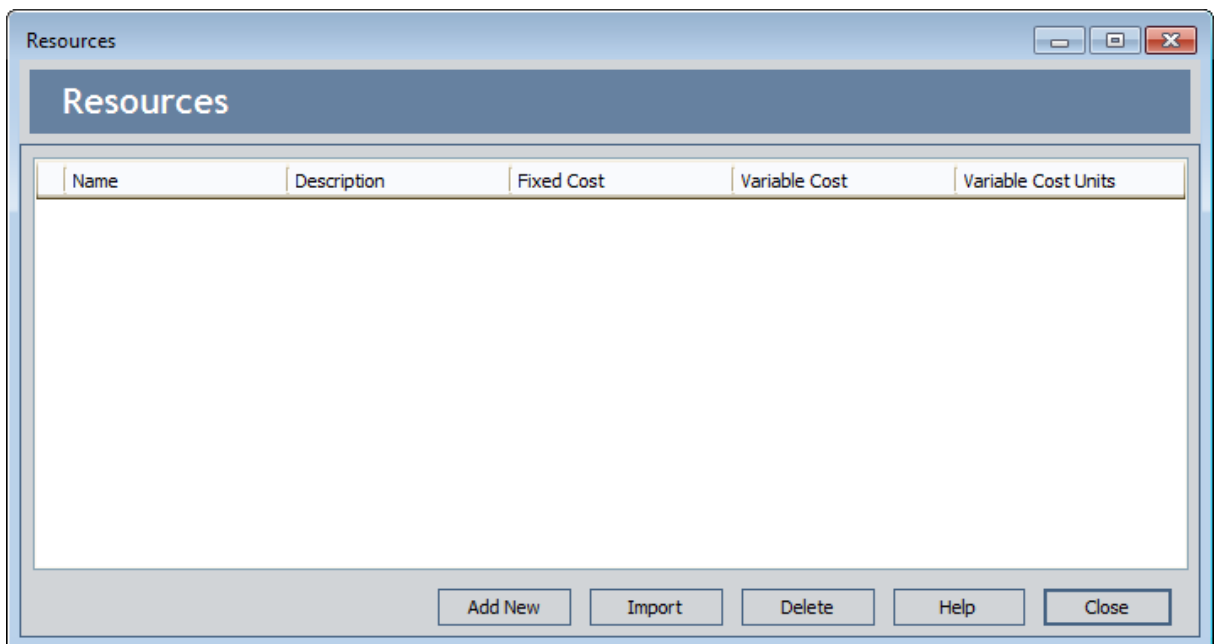 Resources
Resources
Name Description Fixed Cost Variable Cost Variable Cost Units
Add New Import Delete Help Close